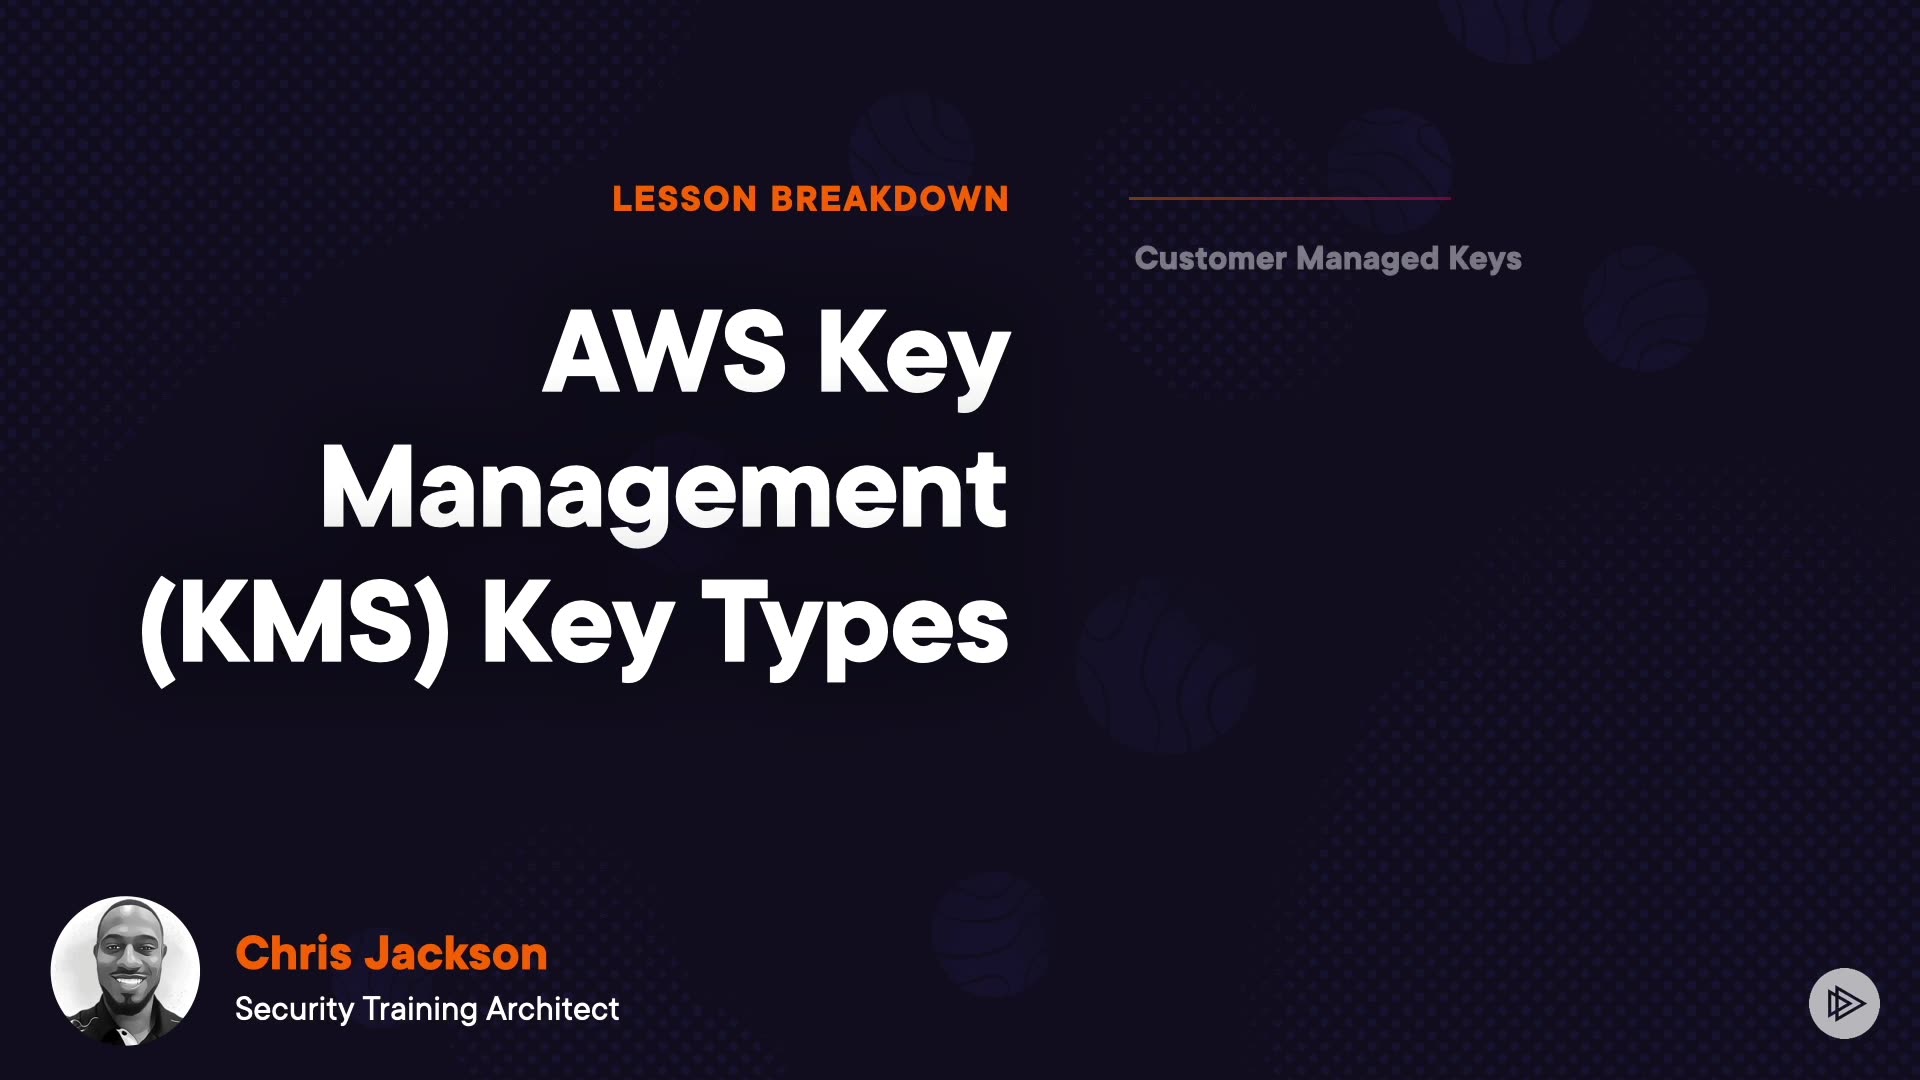 LESSON BREAKDOWN
AWS Key
Management
(KMS) Key Types
Customer Managed Keys
Chris Jackson
Security Training Architect